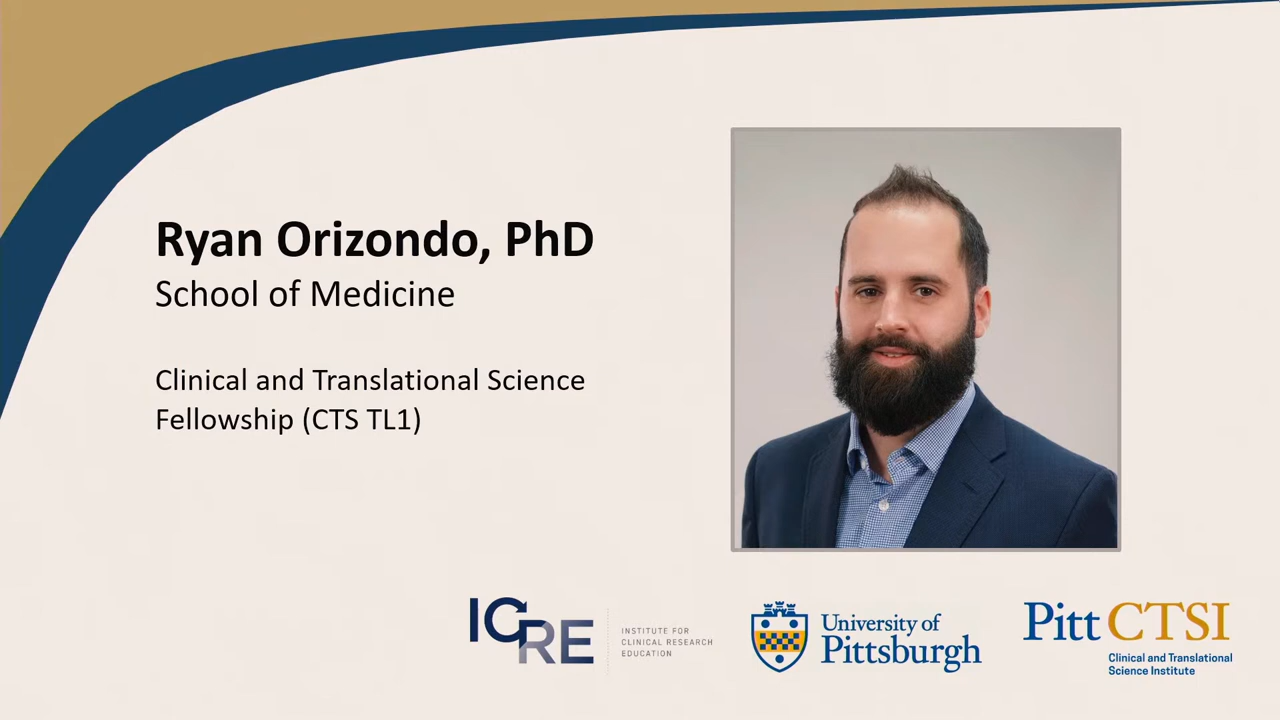 Ryan Orizondo, PhD
School of Medicine
Clinical and Translational Science
Fellowship (CTS TL1)
ICRE
INSTITUTE FOR
CLINICAL RESEARCH
EDUCATION
University of
Pittsburgh
Pitt CTSI
Clinical and Translational
Science Institute